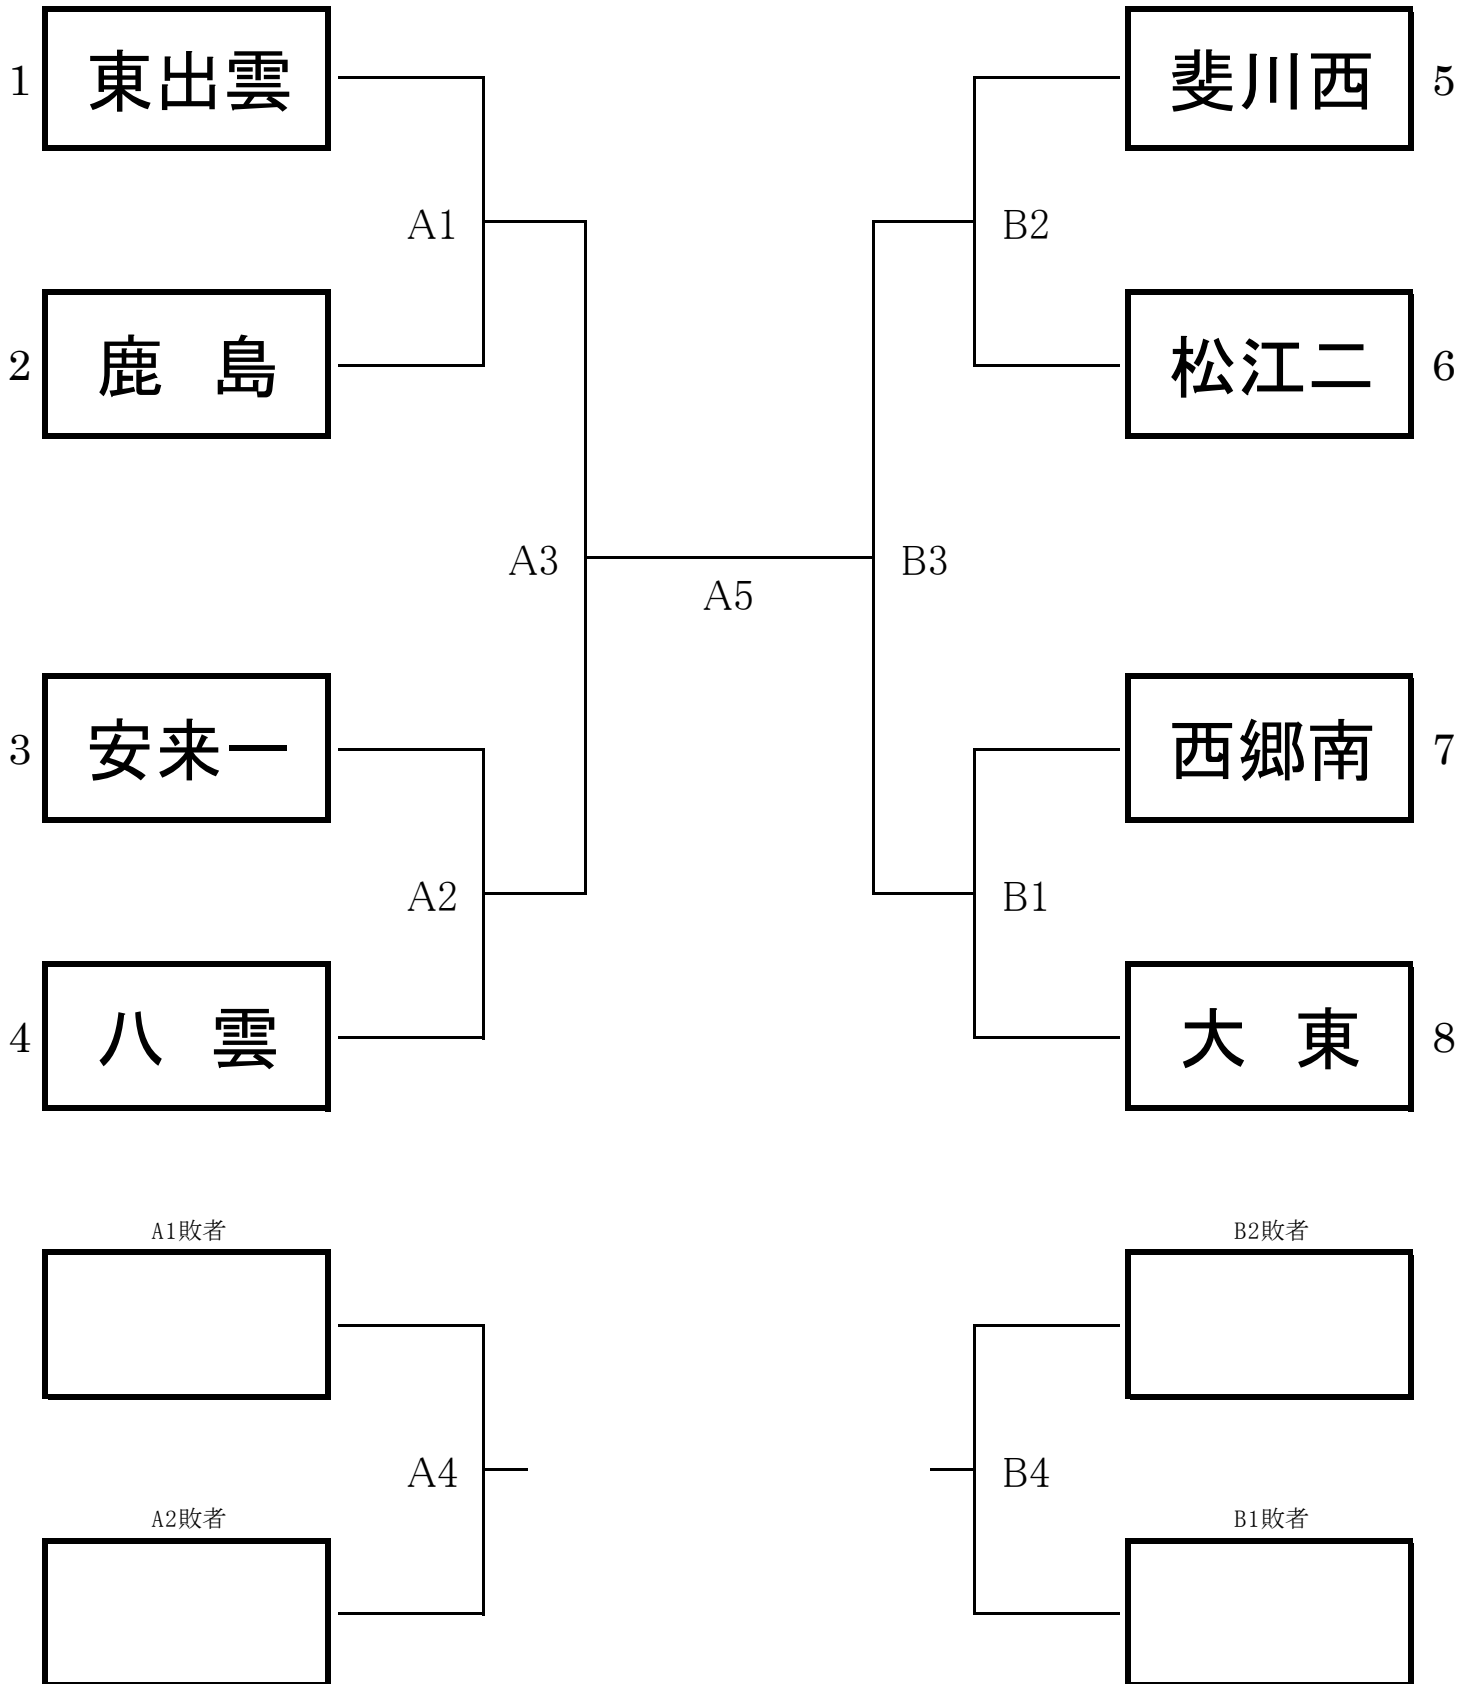 1 東出雲
斐川西 5
A1
B2
2 鹿 島
松江二 6
A3
B3
A5
3 安来一
西郷南 7
A2
B1
4 八 雲
大 東 8
A1敗者
B2敗者
A4
B4
A2敗者
B1敗者